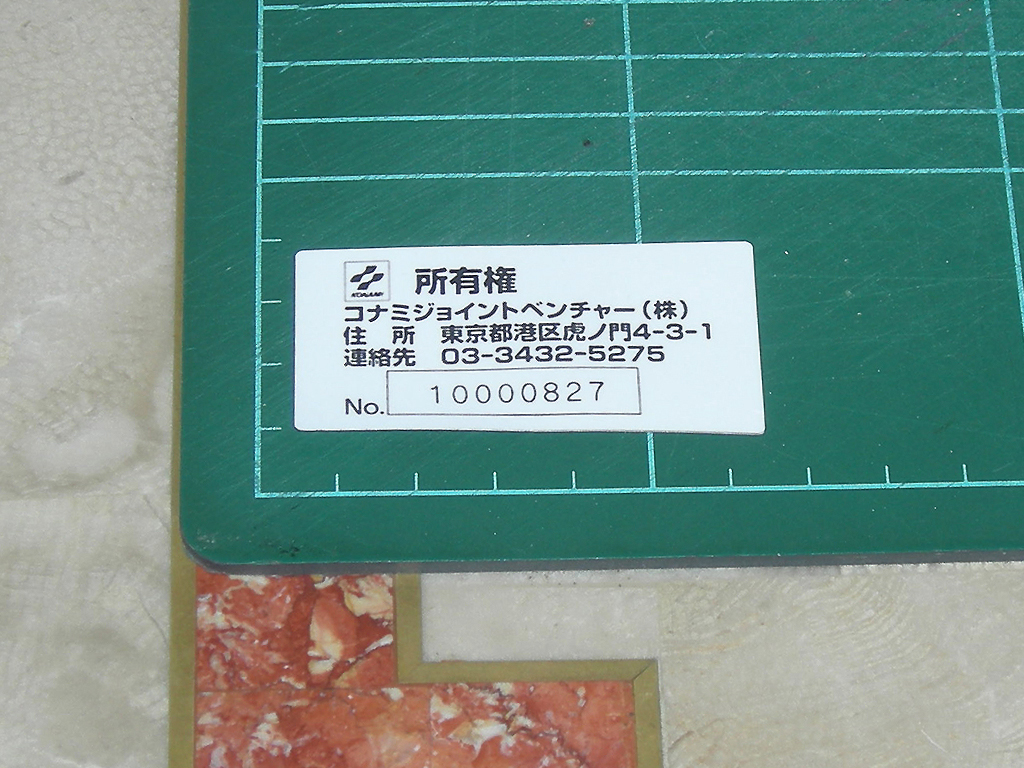 KONAMI 所有権
コナミジョイントベンチャー(株)
住 所 東京都港区虎ノ門4-3-1
連絡先 03-3432-5275
No. 10000827